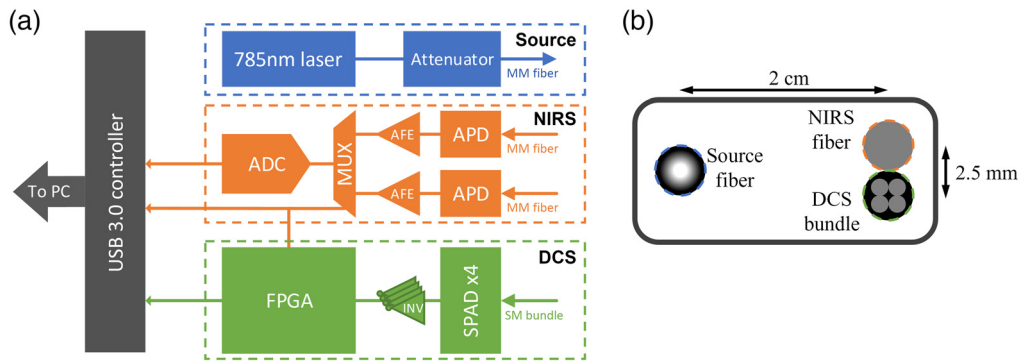 (a)
Source
785nm laser
Attenuator
MM fiber
NIRS
ADC
MUX
AFE
APD
MM fiber
AFE
APD
MM fiber
To PC
USB 3.0 controller
DCS
FPGA
INV
SPAD x4
SM bundle
(b)
2 cm
NIRS
fiber
Source
fiber
2.5 mm
DCS
bundle